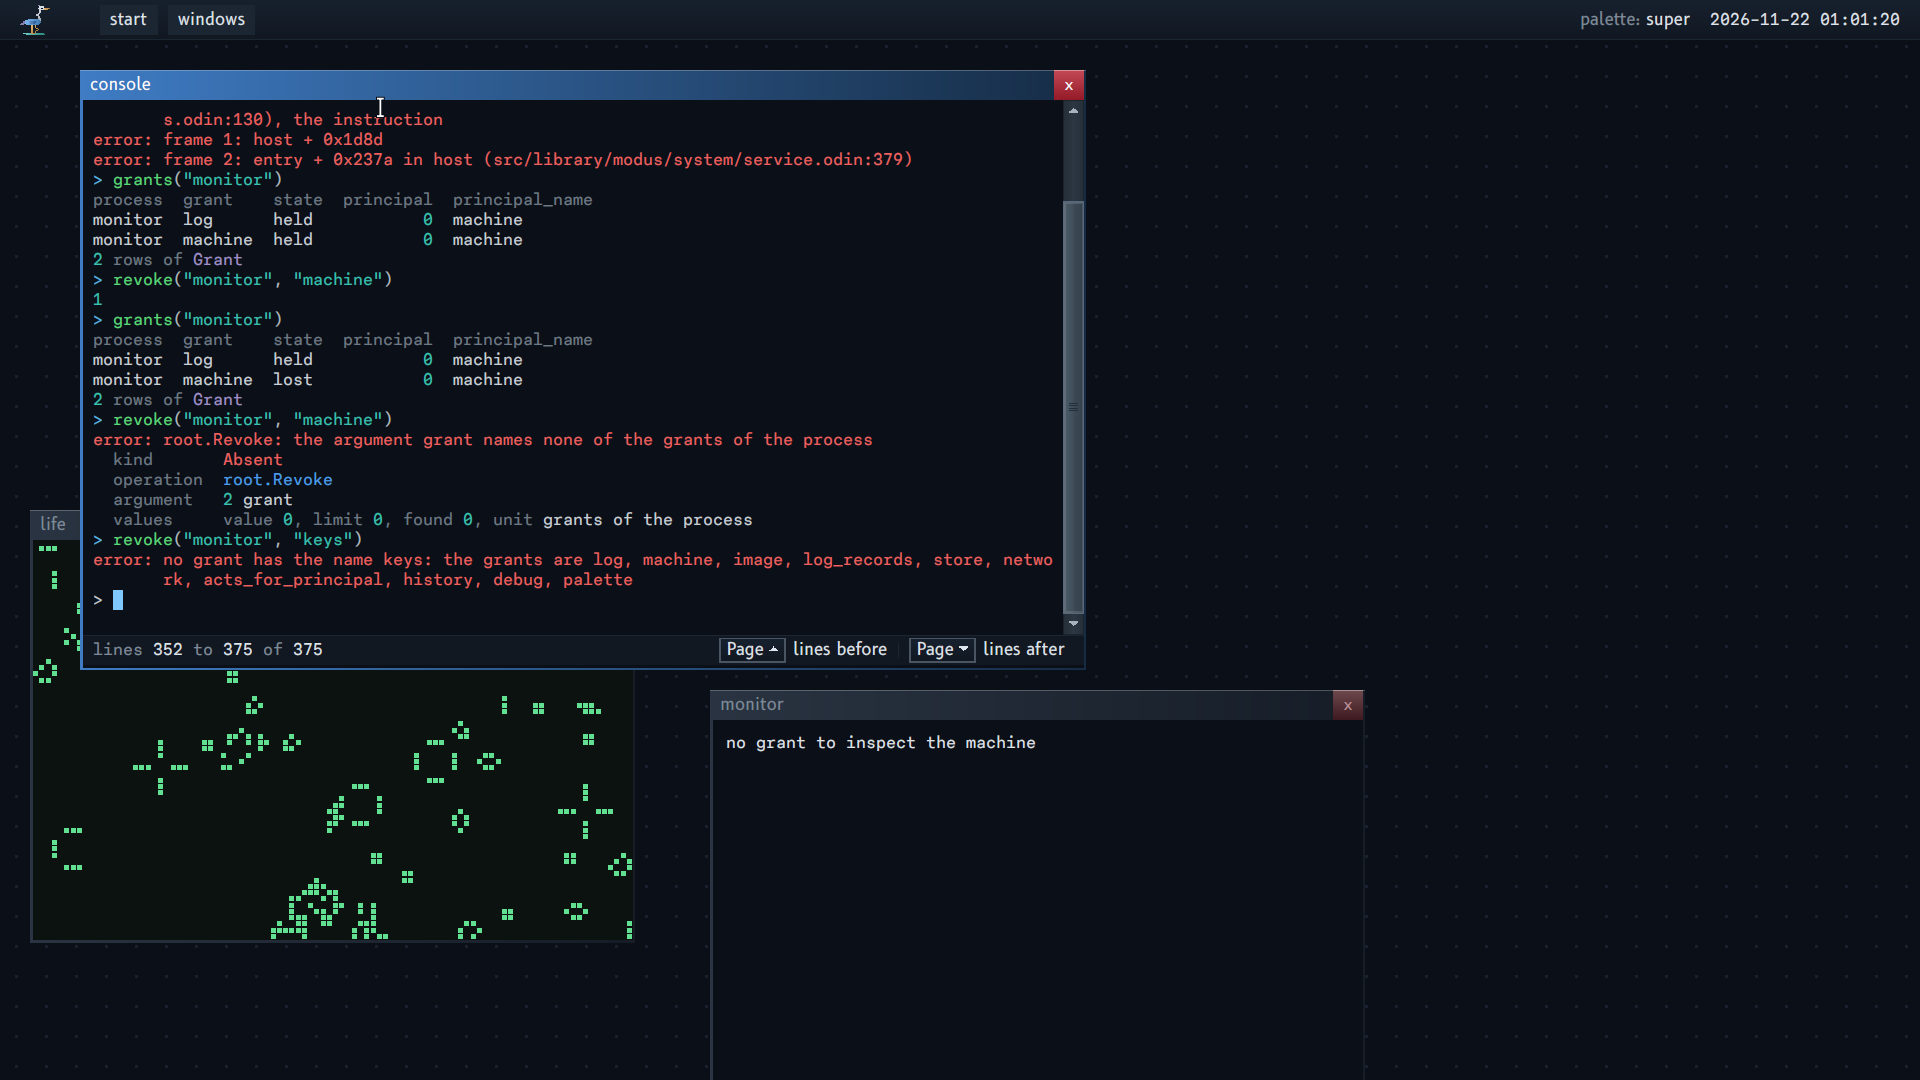 start windows palette: super 2026-11-22 01:01:20
console x
s.odin:130), the instruction
error: frame 1: host + 0x1d8d
error: frame 2: entry + 0x237a in host (src/library/modus/system/service.odin:379)
> grants("monitor")
process grant state principal principal_name
monitor log held 0 machine
monitor machine held 0 machine
2 rows of Grant
> revoke("monitor", "machine")
1
> grants("monitor")
process grant state principal principal_name
monitor log held 0 machine
monitor machine lost 0 machine
2 rows of Grant
> revoke("monitor", "machine")
error: root.Revoke: the argument grant names none of the grants of the process
kind Absent
operation root.Revoke
argument 2 grant
values value 0, limit 0, found 0, unit grants of the process
> revoke("monitor", "keys")
error: no grant has the name keys: the grants are log, machine, image, log_records, store, netwo
rk, acts_for_principal, history, debug, palette
>
lines 352 to 375 of 375 Page lines before Page lines after
life
monitor x
no grant to inspect the machine